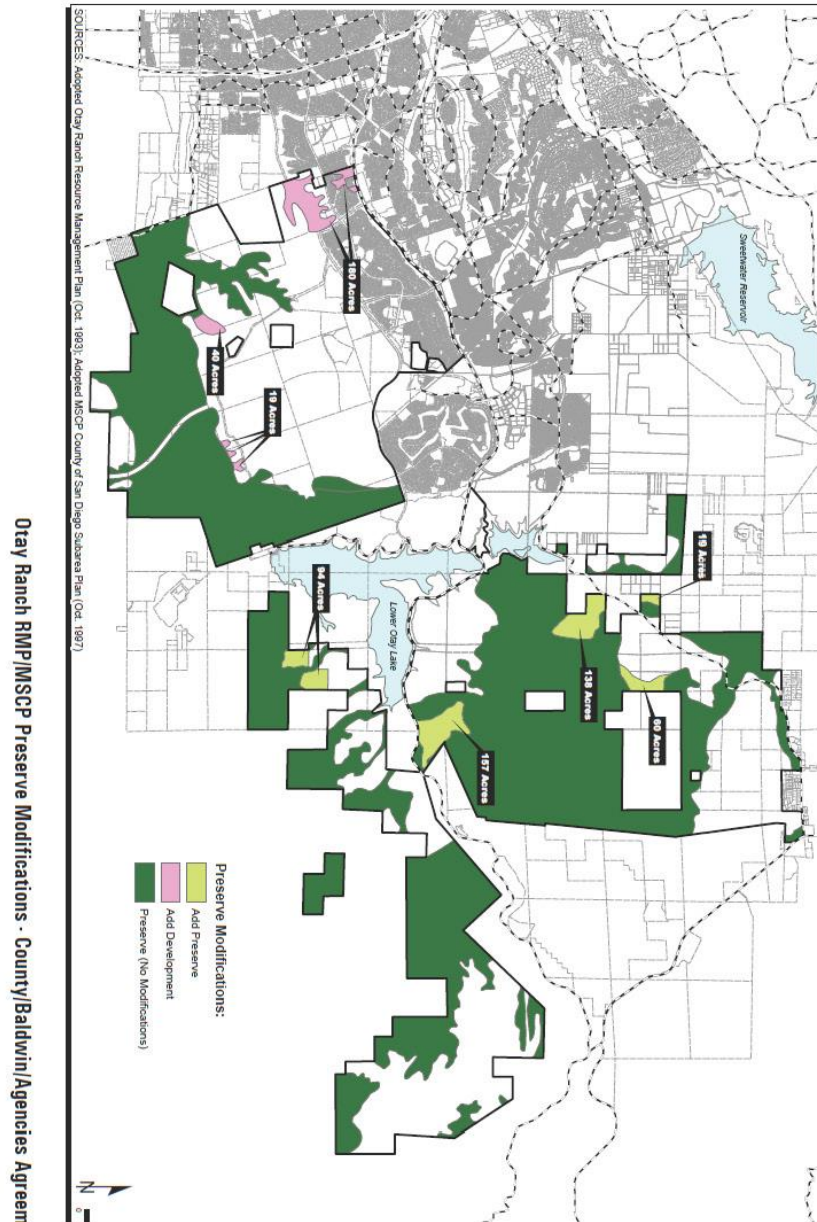 Sweetwater Reservoir
180 Acres
40 Acres
19 Acres
19 Acres
138 Acres
60 Acres
157 Acres
94 Acres
Lower Otay Lake
Preserve Modifications:
Add Preserve
Add Development
Preserve (No Modifications)
N
0
SOURCES: Adopted Otay Ranch Resource Management Plan (Oct. 1993); Adopted MSCP County of San Diego Subarea Plan (Oct. 1997)
Otay Ranch RMP/MSCP Preserve Modifications - County/Baldwin/Agencies Agreem